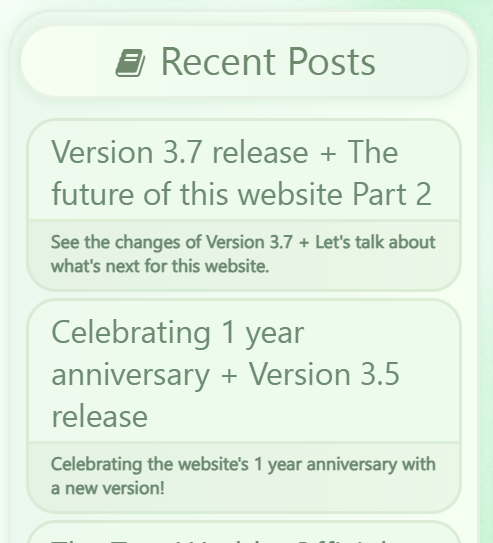 Recent Posts
Version 3.7 release + The
future of this website Part 2
See the changes of Version 3.7 + Let's talk about
what's next for this website.
Celebrating 1 year
anniversary + Version 3.5
release
Celebrating the website's 1 year anniversary with
a new version!